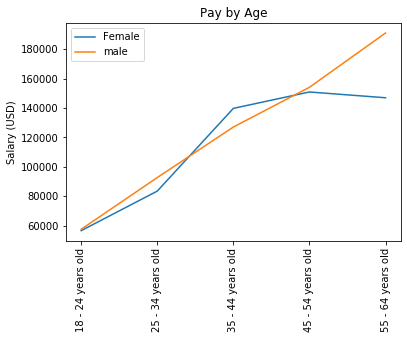 Pay by Age
Female
male
Salary (USD)
180000
160000
140000
120000
100000
80000
60000
18 - 24 years old
25 - 34 years old
35 - 44 years old
45 - 54 years old
55 - 64 years old